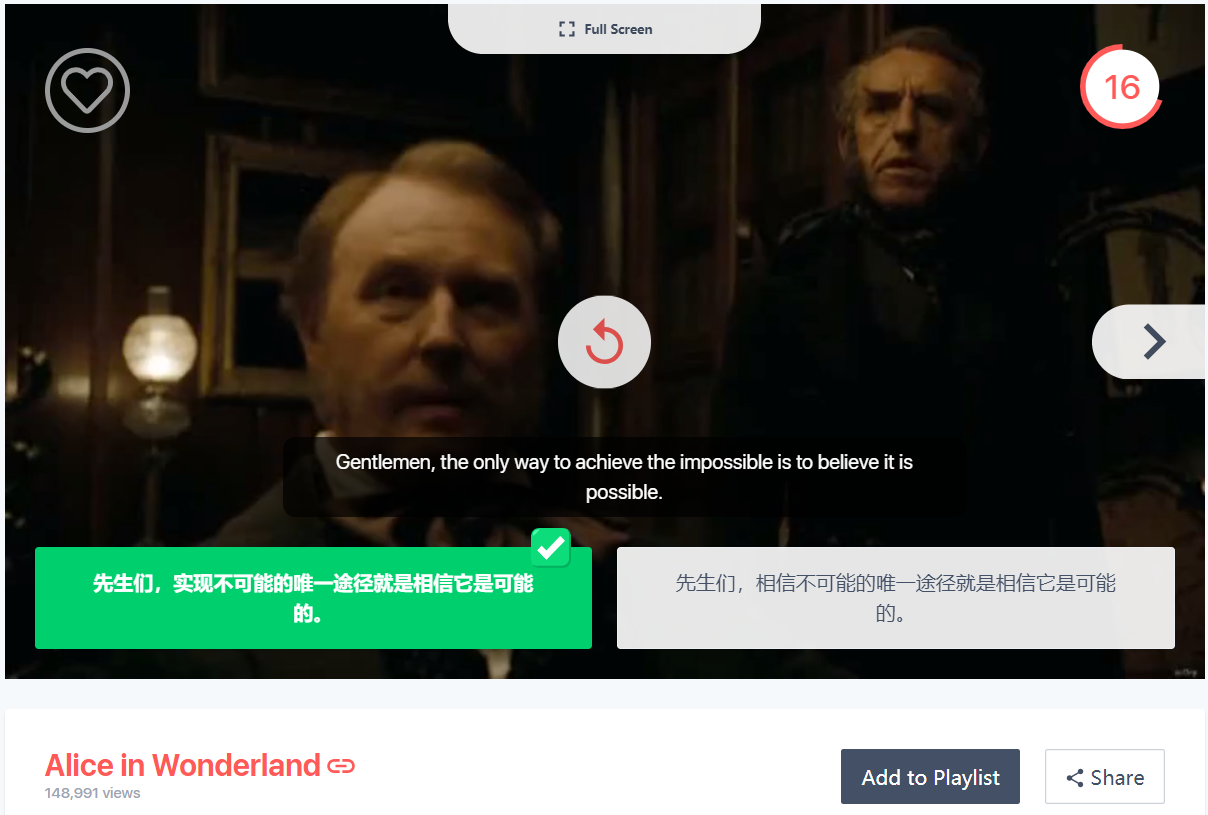 Full Screen
16
Gentlemen, the only way to achieve the impossible is to believe it is
possible.
先生们，实现不可能的唯一途径就是相信它是可能
的。
先生们，相信不可能的唯一途径就是相信它是可能
的。
Alice in Wonderland
148,991 views
Add to Playlist
Share